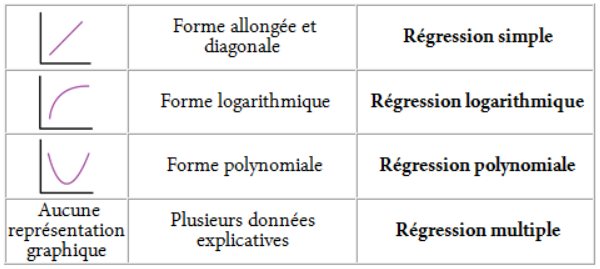 Forme allongée et
diagonale
Régression simple
Forme logarithmique
Régression logarithmique
Forme polynomiale
Régression polynomiale
Aucune
représentation
graphique
Plusieurs données
explicatives
Régression multiple